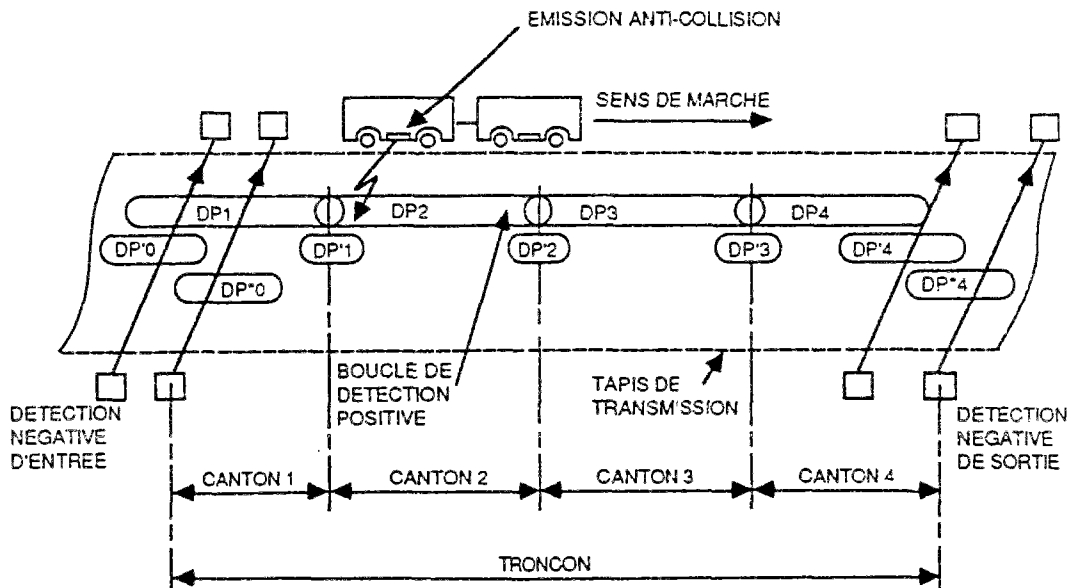 EMISSION ANTI-COLLISION
SENS DE MARCHE
DP1
DP2
DP3
DP4
DP'0
DP'1
DP'2
DP'3
DP'4
DP"0
DP"4
BOUCLE DE
DETECTION
POSITIVE
TAPIS DE
TRANSM'SSION
DETECTION
NEGATIVE
D'ENTREE
DETECTION
NEGATIVE
DE SORTIE
CANTON 1
CANTON 2
CANTON 3
CANTON 4
TRONCON